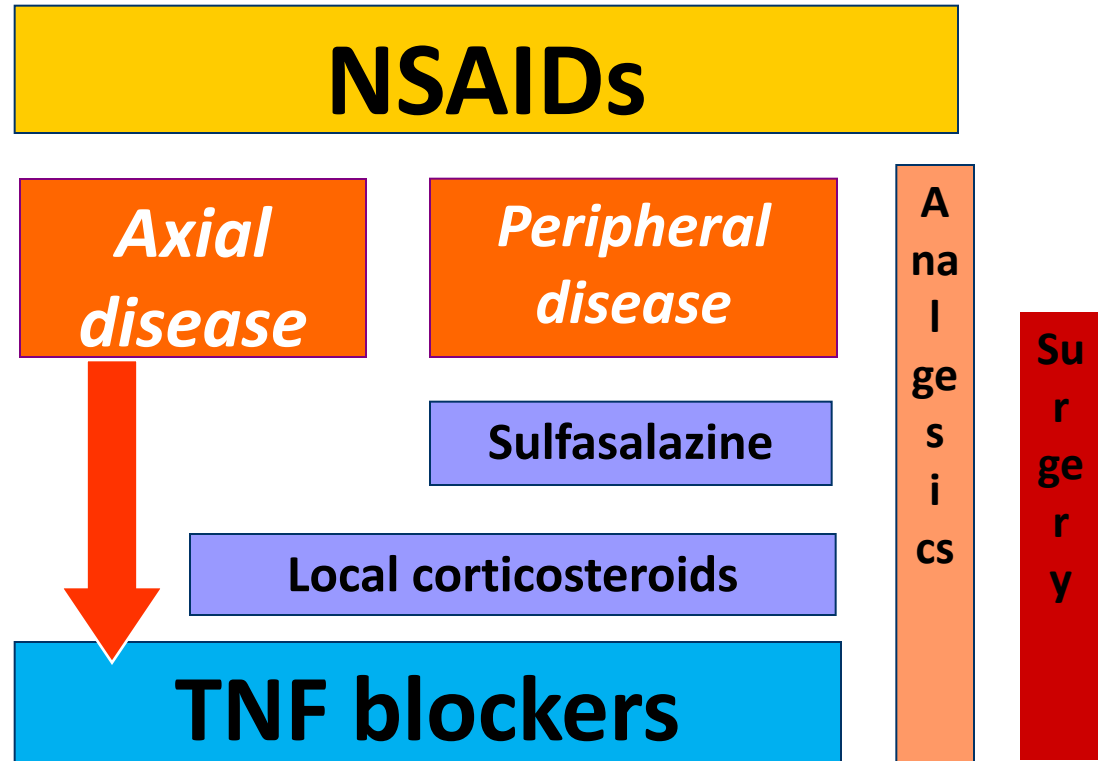 NSAIDs
Axial
disease
Peripheral
disease
Sulfasalazine
Local corticosteroids
TNF blockers
A
na
l
ge
s
i
cs
Su
r
ge
r
y